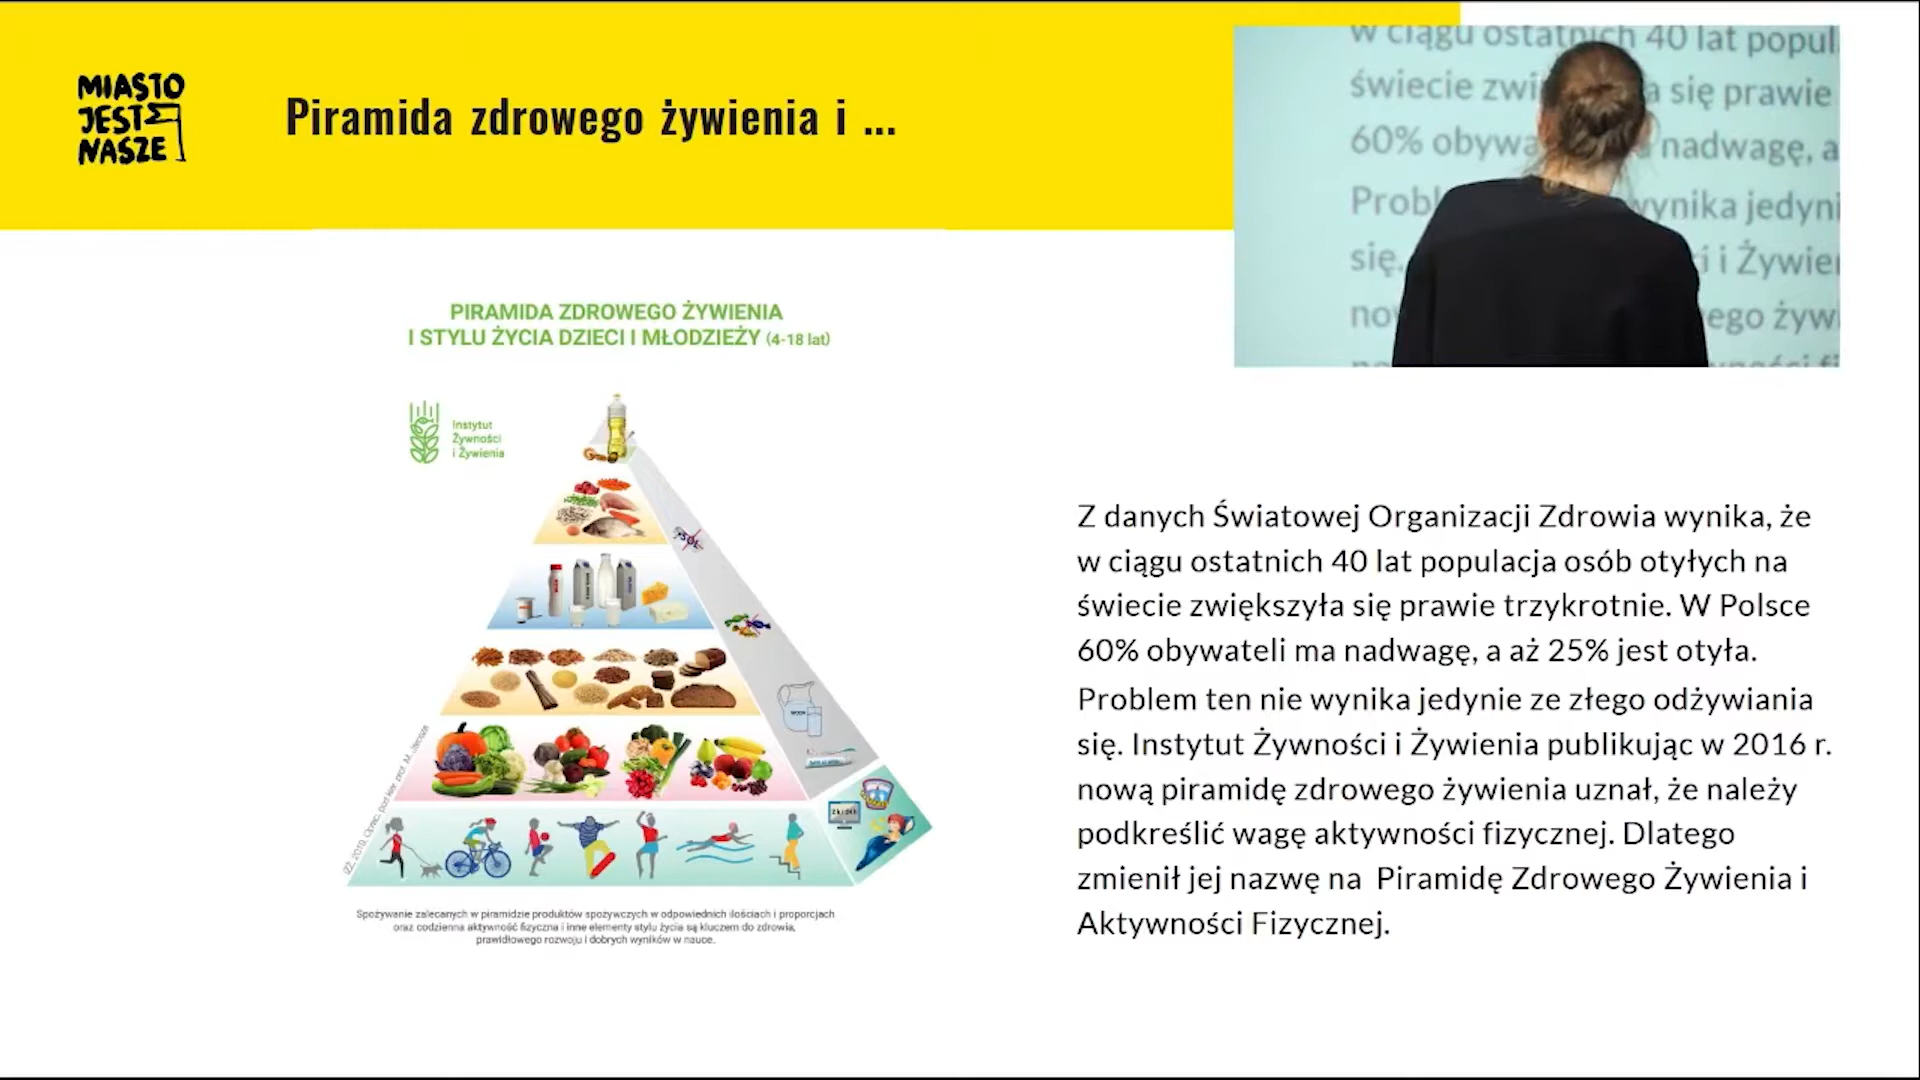 MIASTO
JEST
NASZE
Piramida zdrowego żywienia i ...
w ciągu ostatnich 40 lat popul
świecie zwi a się prawie
60% obywa nadwagę, a
Probl wynika jedyni
się. i i Żywie
no ego żyw
PIRAMIDA ZDROWEGO ŻYWIENIA
I STYLU ŻYCIA DZIECI I MŁODZIEŻY (4-18 lat)
Instytut
Żywności
i Żywienia
SÓL
WODA
Spożywanie zalecanych w piramidzie produktów spożywczych w odpowiednich ilościach i proporcjach
oraz codzienna aktywność fizyczna i inne elementy stylu życia są kluczem do zdrowia,
prawidłowego rozwoju i dobrych wyników w nauce.
Z danych Światowej Organizacji Zdrowia wynika, że
w ciągu ostatnich 40 lat populacja osób otyłych na
świecie zwiększyła się prawie trzykrotnie. W Polsce
60% obywateli ma nadwagę, a aż 25% jest otyła.
Problem ten nie wynika jedynie ze złego odżywiania
się. Instytut Żywności i Żywienia publikując w 2016 r.
nową piramidę zdrowego żywienia uznał, że należy
podkreślić wagę aktywności fizycznej. Dlatego
zmienił jej nazwę na Piramidę Zdrowego Żywienia i
Aktywności Fizycznej.